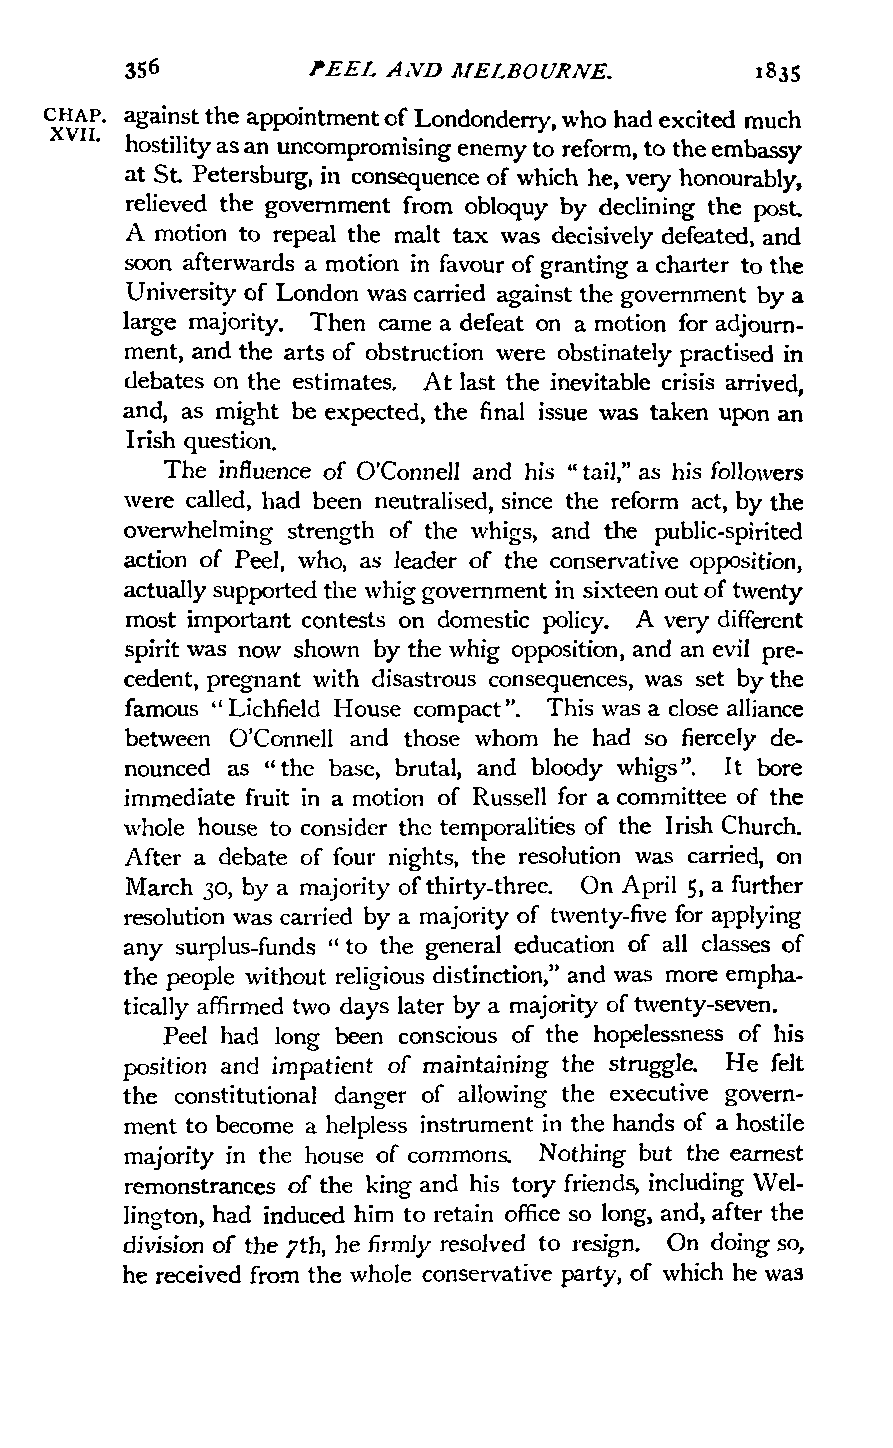 356 PEEL AND MELBOURNE. 1835
CHAP. XVII.
against the appointment of Londonderry, who had excited much
hostility as an uncompromising enemy to reform, to the embassy
at St. Petersburg, in consequence of which he, very honourably,
relieved the government from obloquy by declining the post.
A motion to repeal the malt tax was decisively defeated, and
soon afterwards a motion in favour of granting a charter to the
University of London was carried against the government by a
large majority. Then came a defeat on a motion for adjourn-
ment, and the arts of obstruction were obstinately practised in
debates on the estimates. At last the inevitable crisis arrived,
and, as might be expected, the final issue was taken upon an
Irish question.
The influence of O'Connell and his "tail," as his followers
were called, had been neutralised, since the reform act, by the
overwhelming strength of the whigs, and the public-spirited
action of Peel, who, as leader of the conservative opposition,
actually supported the whig government in sixteen out of twenty
most important contests on domestic policy. A very different
spirit was now shown by the whig opposition, and an evil pre-
cedent, pregnant with disastrous consequences, was set by the
famous "Lichfield House compact". This was a close alliance
between O'Connell and those whom he had so fiercely de-
nounced as "the base, brutal, and bloody whigs". It bore
immediate fruit in a motion of Russell for a committee of the
whole house to consider the temporalities of the Irish Church.
After a debate of four nights, the resolution was carried, on
March 30, by a majority of thirty-three. On April 5, a further
resolution was carried by a majority of twenty-five for applying
any surplus-funds "to the general education of all classes of
the people without religious distinction," and was more empha-
tically affirmed two days later by a majority of twenty-seven.
Peel had long been conscious of the hopelessness of his
position and impatient of maintaining the struggle. He felt
the constitutional danger of allowing the executive govern-
ment to become a helpless instrument in the hands of a hostile
majority in the house of commons. Nothing but the earnest
remonstrances of the king and his tory friends, including Wel-
lington, had induced him to retain office so long, and, after the
division of the 7th, he firmly resolved to resign. On doing so,
he received from the whole conservative party, of which he was